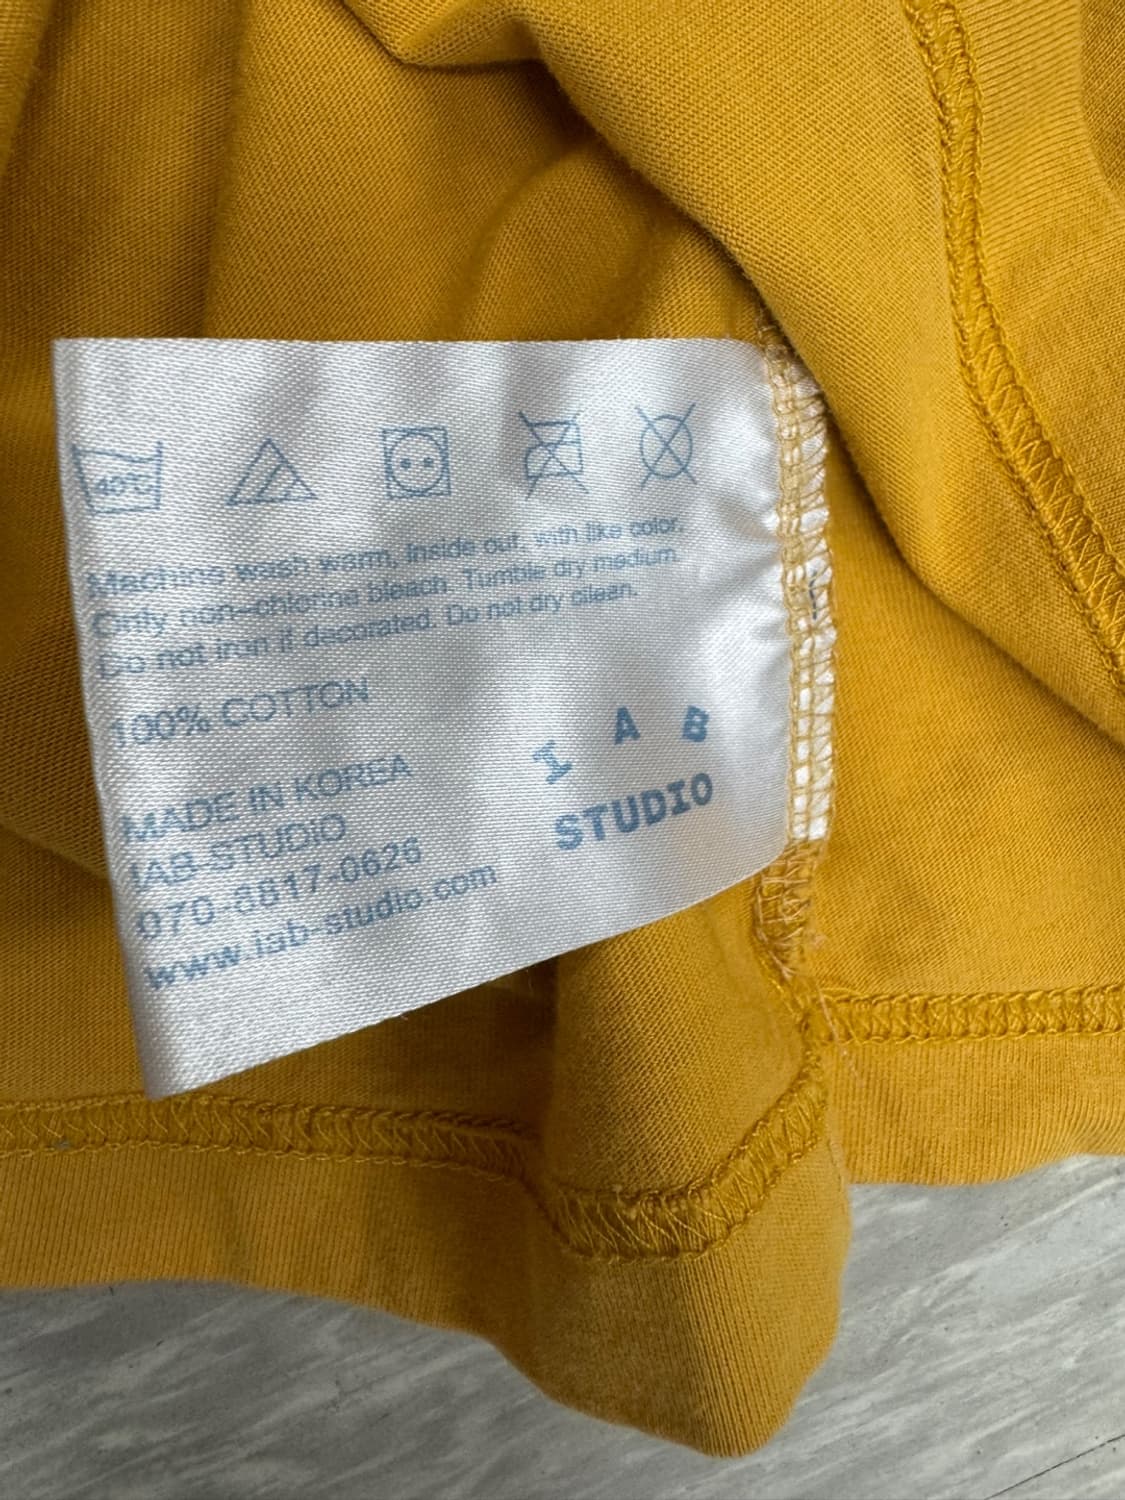 40°C
Machine wash warm, inside out, with like color.
Only non-chlorine bleach. Tumble dry medium.
Do not iron if decorated. Do not dry clean.
100% COTTON
MADE IN KOREA
IAB-STUDIO
070-8817-0626
www.iab-studio.com
I A B
STUDIO